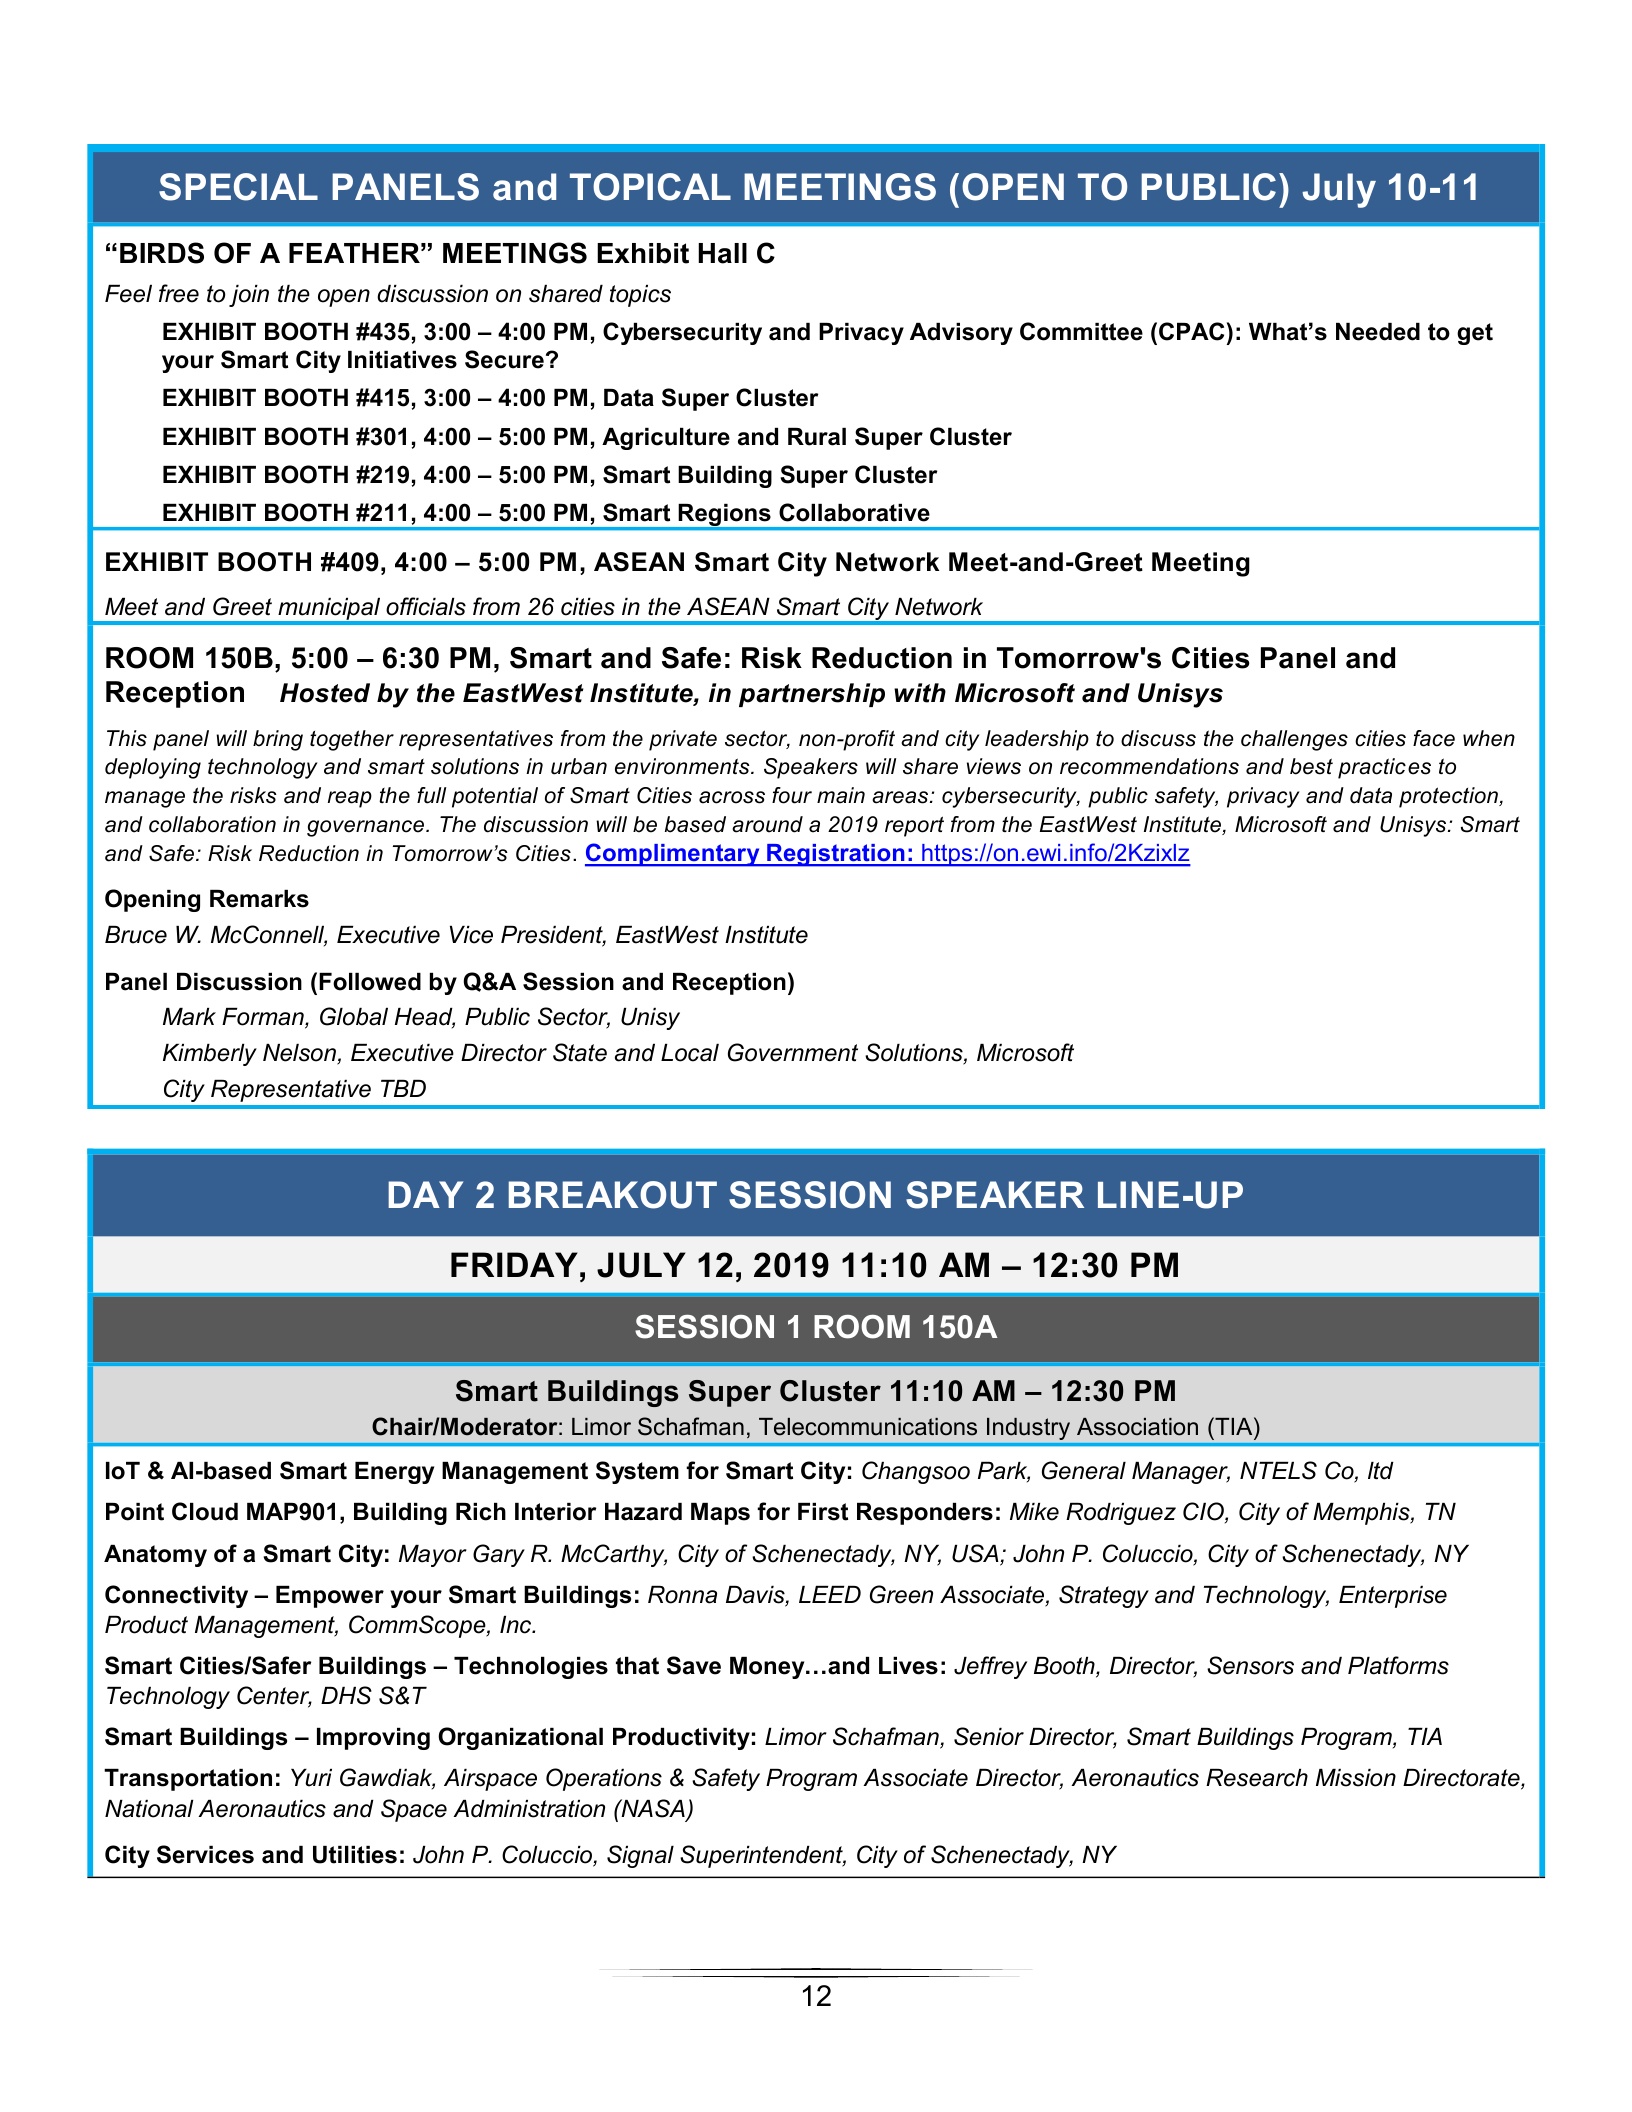 SPECIAL PANELS and TOPICAL MEETINGS (OPEN TO PUBLIC) July 10-11
“BIRDS OF A FEATHER” MEETINGS Exhibit Hall C
Feel free to join the open discussion on shared topics
EXHIBIT BOOTH #435, 3:00 – 4:00 PM, Cybersecurity and Privacy Advisory Committee (CPAC): What’s Needed to get
your Smart City Initiatives Secure?
EXHIBIT BOOTH #415, 3:00 – 4:00 PM, Data Super Cluster
EXHIBIT BOOTH #301, 4:00 – 5:00 PM, Agriculture and Rural Super Cluster
EXHIBIT BOOTH #219, 4:00 – 5:00 PM, Smart Building Super Cluster
EXHIBIT BOOTH #211, 4:00 – 5:00 PM, Smart Regions Collaborative
EXHIBIT BOOTH #409, 4:00 – 5:00 PM, ASEAN Smart City Network Meet-and-Greet Meeting
Meet and Greet municipal officials from 26 cities in the ASEAN Smart City Network
ROOM 150B, 5:00 – 6:30 PM, Smart and Safe: Risk Reduction in Tomorrow's Cities Panel and
Reception Hosted by the EastWest Institute, in partnership with Microsoft and Unisys
This panel will bring together representatives from the private sector, non-profit and city leadership to discuss the challenges cities face when
deploying technology and smart solutions in urban environments. Speakers will share views on recommendations and best practices to
manage the risks and reap the full potential of Smart Cities across four main areas: cybersecurity, public safety, privacy and data protection,
and collaboration in governance. The discussion will be based around a 2019 report from the EastWest Institute, Microsoft and Unisys: Smart
and Safe: Risk Reduction in Tomorrow’s Cities. Complimentary Registration: https://on.ewi.info/2Kzixlz
Opening Remarks
Bruce W. McConnell, Executive Vice President, EastWest Institute
Panel Discussion (Followed by Q&A Session and Reception)
Mark Forman, Global Head, Public Sector, Unisy
Kimberly Nelson, Executive Director State and Local Government Solutions, Microsoft
City Representative TBD
DAY 2 BREAKOUT SESSION SPEAKER LINE-UP
FRIDAY, JULY 12, 2019 11:10 AM – 12:30 PM
SESSION 1 ROOM 150A
Smart Buildings Super Cluster 11:10 AM – 12:30 PM
Chair/Moderator: Limor Schafman, Telecommunications Industry Association (TIA)
IoT & AI-based Smart Energy Management System for Smart City: Changsoo Park, General Manager, NTELS Co, ltd
Point Cloud MAP901, Building Rich Interior Hazard Maps for First Responders: Mike Rodriguez CIO, City of Memphis, TN
Anatomy of a Smart City: Mayor Gary R. McCarthy, City of Schenectady, NY, USA; John P. Coluccio, City of Schenectady, NY
Connectivity – Empower your Smart Buildings: Ronna Davis, LEED Green Associate, Strategy and Technology, Enterprise
Product Management, CommScope, Inc.
Smart Cities/Safer Buildings – Technologies that Save Money…and Lives: Jeffrey Booth, Director, Sensors and Platforms
Technology Center, DHS S&T
Smart Buildings – Improving Organizational Productivity: Limor Schafman, Senior Director, Smart Buildings Program, TIA
Transportation: Yuri Gawdiak, Airspace Operations & Safety Program Associate Director, Aeronautics Research Mission Directorate,
National Aeronautics and Space Administration (NASA)
City Services and Utilities: John P. Coluccio, Signal Superintendent, City of Schenectady, NY
12